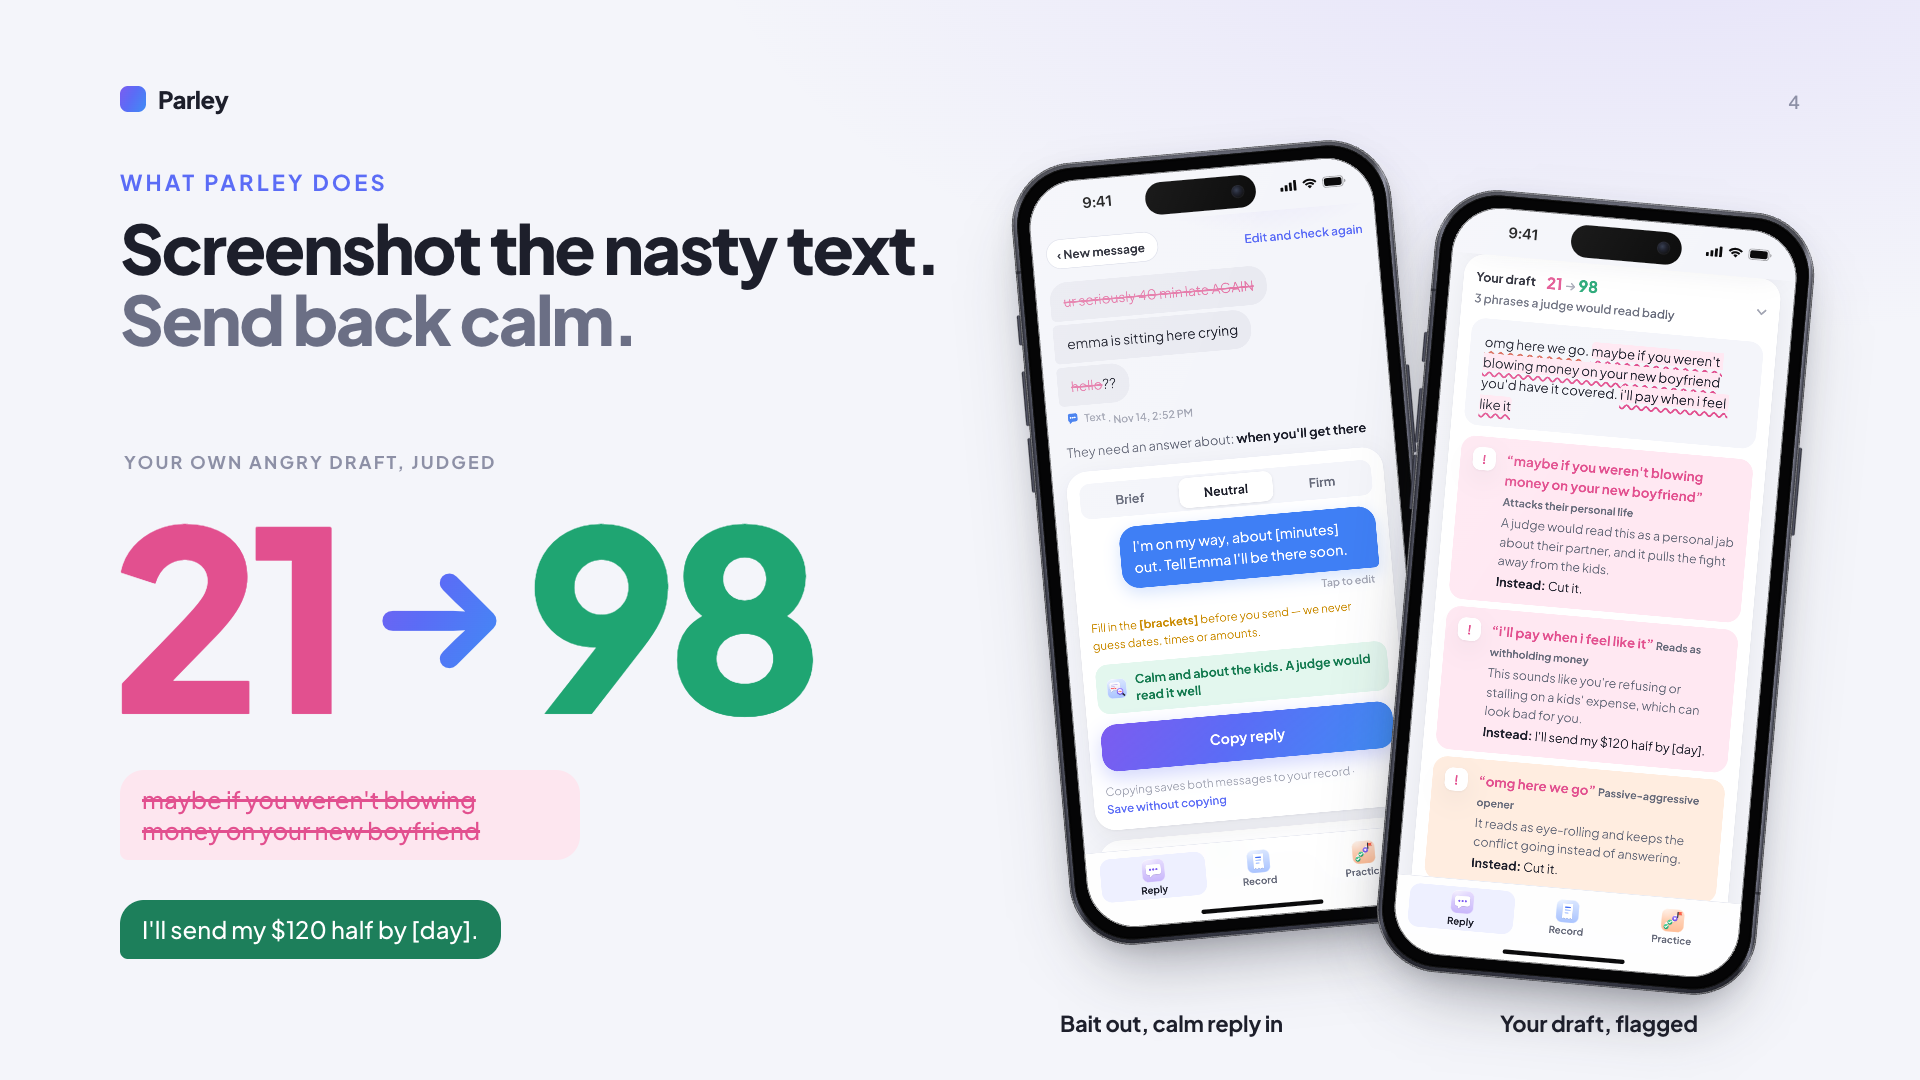 Parley
4
WHAT PARLEY DOES
Screenshot the nasty text.
Send back calm.
YOUR OWN ANGRY DRAFT, JUDGED
21 → 98
maybe if you weren't blowing
money on your new boyfriend
I'll send my $120 half by [day].
9:41
‹ New message
Edit and check again
ur seriously 40 min late AGAIN
emma is sitting here crying
hello??
Text . Nov 14, 2:52 PM
They need an answer about: when you'll get there
Brief
Neutral
Firm
I'm on my way, about [minutes]
out. Tell Emma I'll be there soon.
Tap to edit
Fill in the [brackets] before you send — we never
guess dates, times or amounts.
Calm and about the kids. A judge would
read it well
Copy reply
Copying saves both messages to your record ·
Save without copying
Reply
Record
Practic
Bait out, calm reply in
9:41
Your draft 21 → 98
3 phrases a judge would read badly
omg here we go. maybe if you weren't
blowing money on your new boyfriend
you'd have it covered. i'll pay when i feel
like it
! “maybe if you weren't blowing
money on your new boyfriend”
Attacks their personal life
A judge would read this as a personal jab
about their partner, and it pulls the fight
away from the kids.
Instead: Cut it.
! “i'll pay when i feel like it” Reads as
withholding money
This sounds like you're refusing or
stalling on a kids' expense, which can
look bad for you.
Instead: I'll send my $120 half by [day].
! “omg here we go” Passive-aggressive
opener
It reads as eye-rolling and keeps the
conflict going instead of answering.
Instead: Cut it.
Reply
Record
Practice
Your draft, flagged